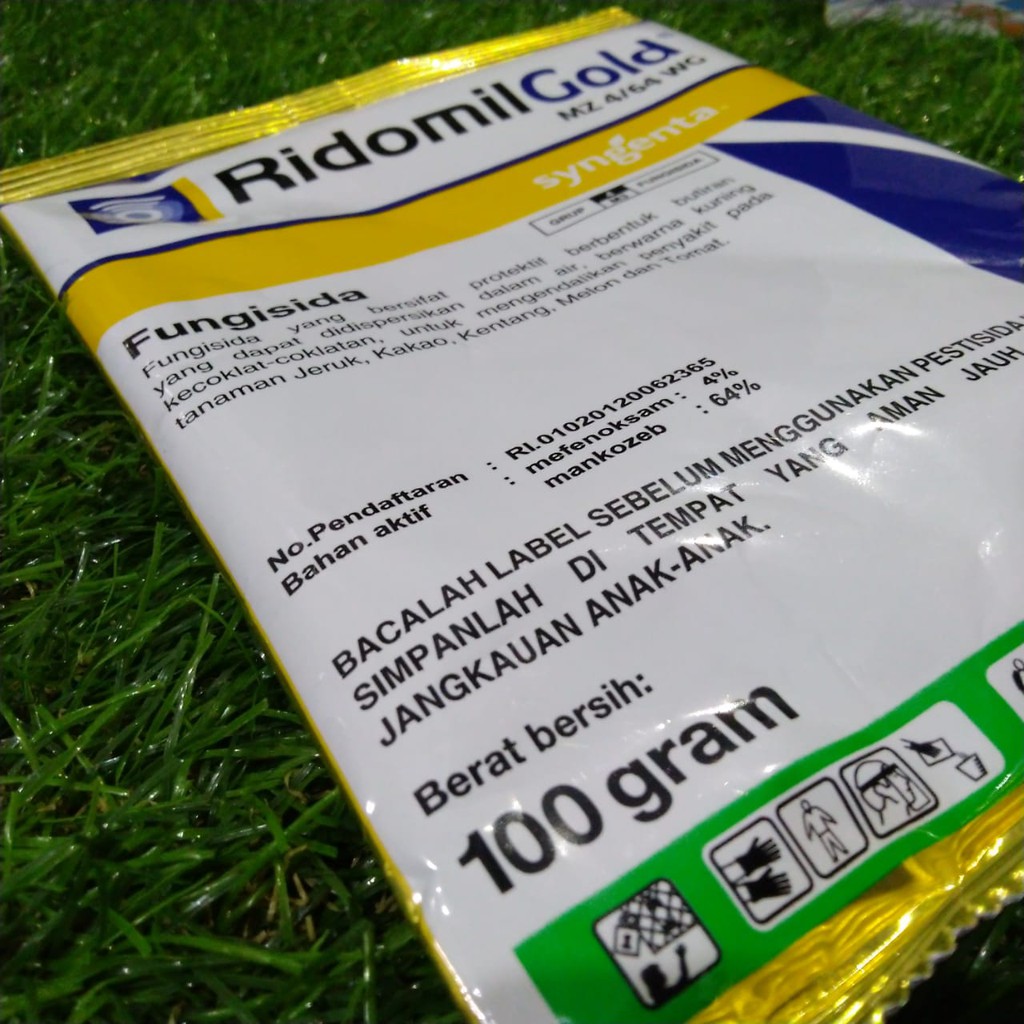 RidomilGold
MZ 4/64 WG
syngenta
GRUP 4 M3 FUNGISIDA
Fungisida
Fungisida yang bersifat protektif berbentuk butiran
yang dapat didispersikan dalam air, berwarna kuning
kecoklat-coklatan, untuk mengendalikan penyakit pada
tanaman Jeruk, Kakao, Kentang, Melon dan Tomat.
No.Pendaftaran : RI.01020120062365
Bahan aktif : mefenoksam : 4%
mankozeb : 64%
BACALAH LABEL SEBELUM MENGGUNAKAN PESTISIDA
SIMPANLAH DI TEMPAT YANG AMAN JAUH
JANGKAUAN ANAK-ANAK.
Berat bersih:
100 gram